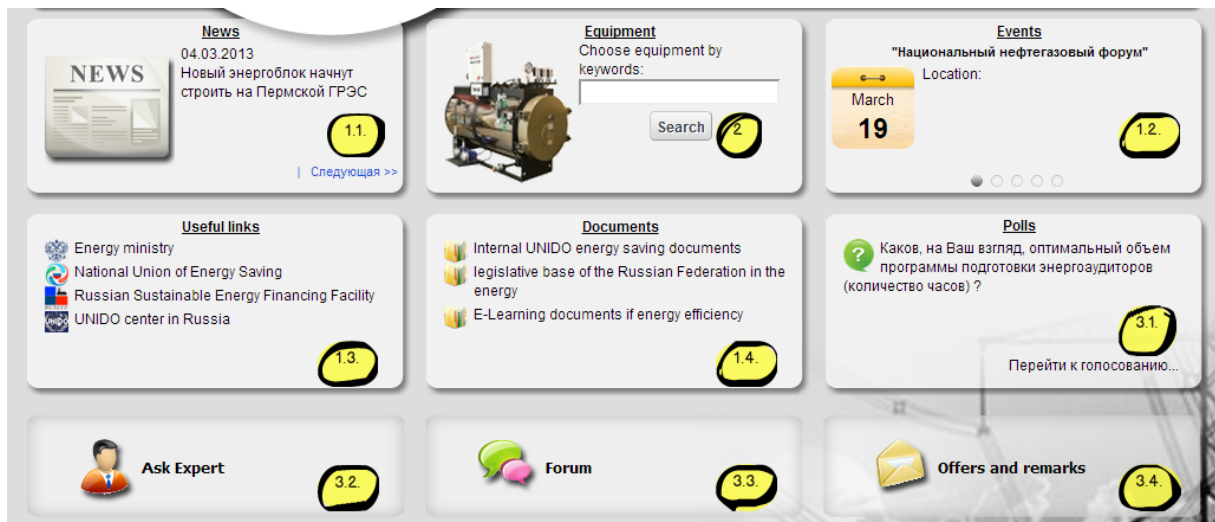 News
04.03.2013
NEWS
Новый энергоблок начнут
строить на Пермской ГРЭС
1.1.
| Следующая >>
Equipment
Choose equipment by
keywords:
Search
2
Events
"Национальный нефтегазовый форум"
Location:
March
19
1.2.
Useful links
Energy ministry
National Union of Energy Saving
Russian Sustainable Energy Financing Facility
UNIDO center in Russia
UNIDO
1.3.
Documents
Internal UNIDO energy saving documents
legislative base of the Russian Federation in the
energy
E-Learning documents if energy efficiency
1.4.
Polls
?
Каков, на Ваш взгляд, оптимальный объем
программы подготовки энергоаудиторов
(количество часов) ?
3.1.
Перейти к голосованию...
Ask Expert
3.2.
Forum
3.3.
Offers and remarks
3.4.